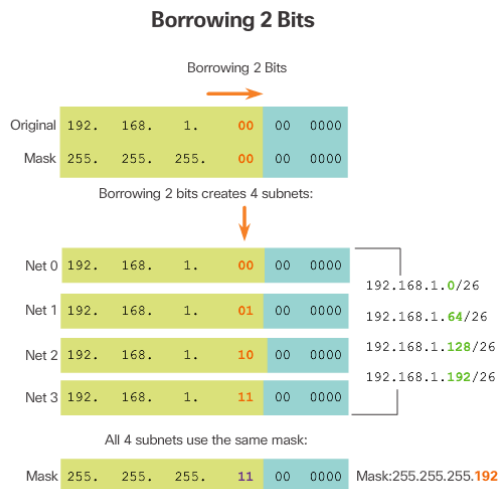 Borrowing 2 Bits
Borrowing 2 Bits
Original 192. 168. 1. 00 00 0000
Mask 255. 255. 255. 00 00 0000
Borrowing 2 bits creates 4 subnets:
Net 0 192. 168. 1. 00 00 0000
192.168.1.0/26
Net 1 192. 168. 1. 01 00 0000
192.168.1.64/26
Net 2 192. 168. 1. 10 00 0000
192.168.1.128/26
192.168.1.192/26
Net 3 192. 168. 1. 11 00 0000
All 4 subnets use the same mask:
Mask 255. 255. 255. 11 00 0000 Mask:255.255.255.192